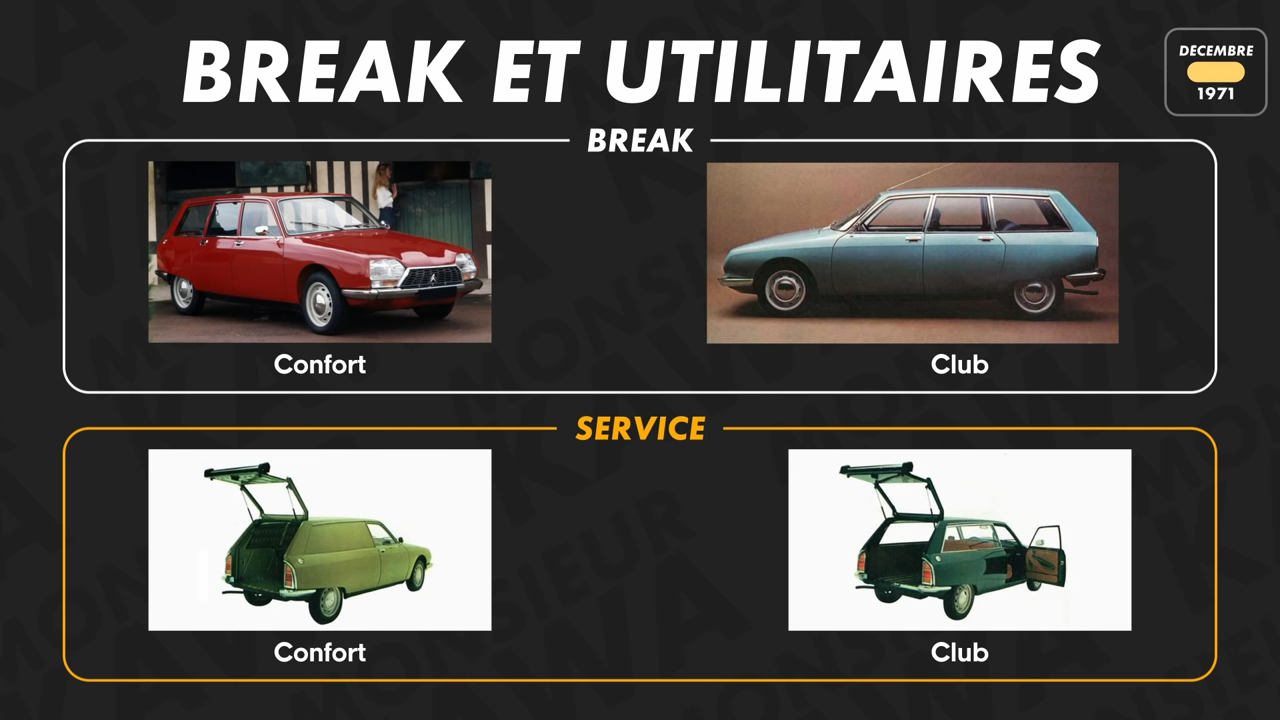 BREAK ET UTILITAIRES
DECEMBRE
1971
BREAK
Confort
Club
SERVICE
Confort
Club